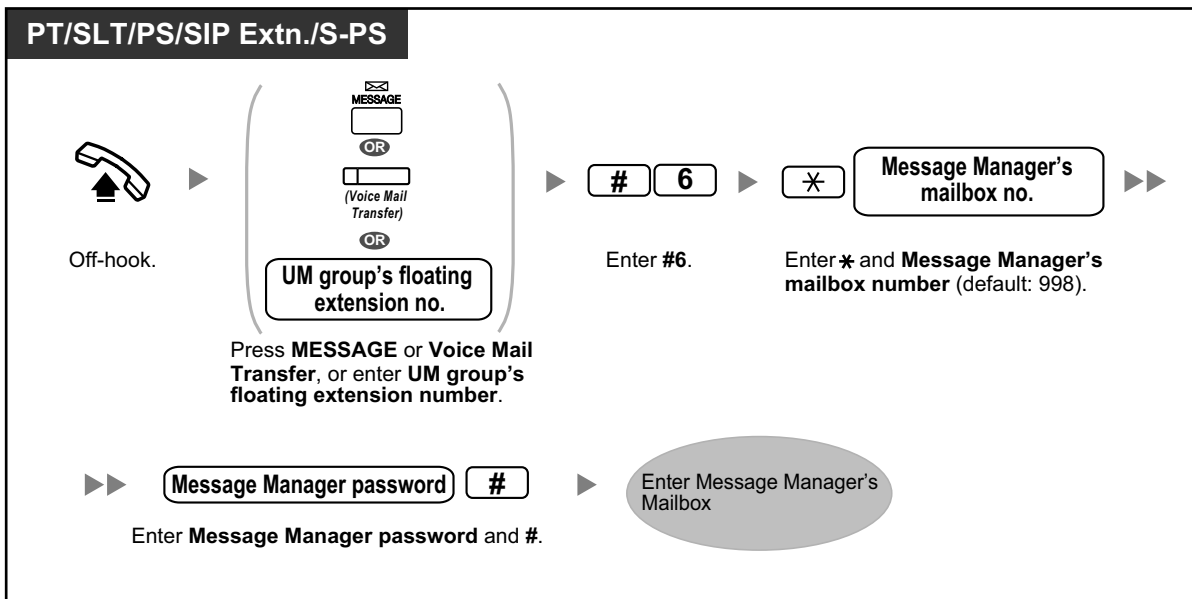 PT/SLT/PS/SIP Extn./S-PS
MESSAGE
OR
(Voice Mail
Transfer)
OR
UM group's floating
extension no.
# 6
Message Manager's
mailbox no.
Off-hook.
Press MESSAGE or Voice Mail
Transfer, or enter UM group's
floating extension number.
Enter #6.
Enter * and Message Manager's
mailbox number (default: 998).
Message Manager password #
Enter Message Manager password and #.
Enter Message Manager's
Mailbox